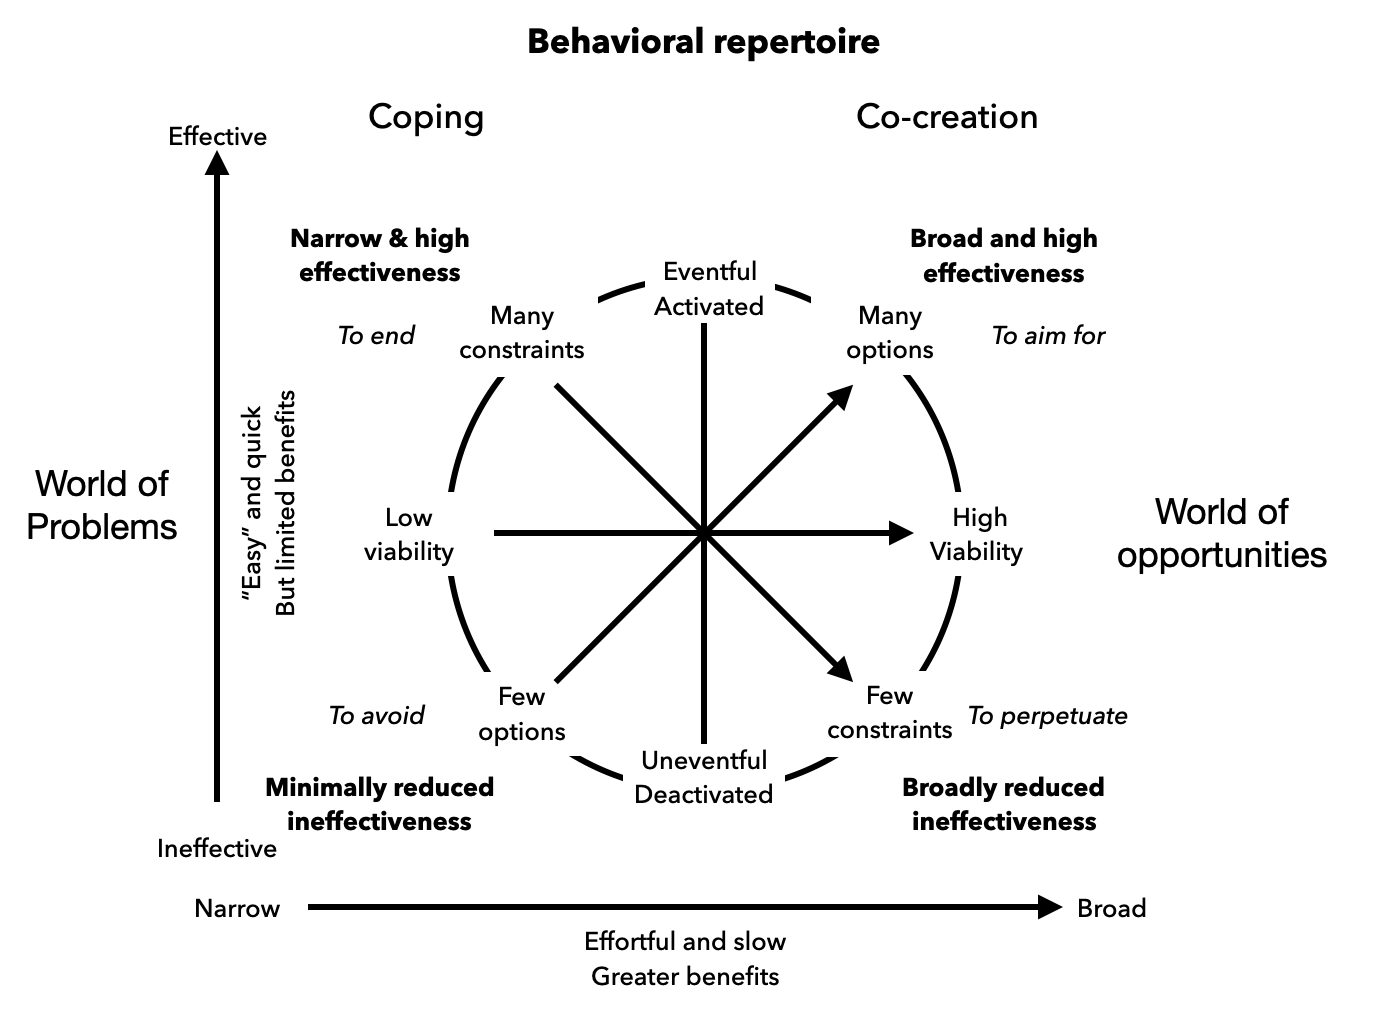 Behavioral repertoire
Coping
Co-creation
Effective
Narrow & high
effectiveness
Broad and high
effectiveness
Eventful
Activated
To end
Many
constraints
Many
options
To aim for
"Easy” and quick
But limited benefits
World of
Problems
Low
viability
High
Viability
World of
opportunities
To avoid
Few
options
Few
constraints
To perpetuate
Uneventful
Deactivated
Minimally reduced
ineffectiveness
Broadly reduced
ineffectiveness
Ineffective
Narrow
Broad
Effortful and slow
Greater benefits